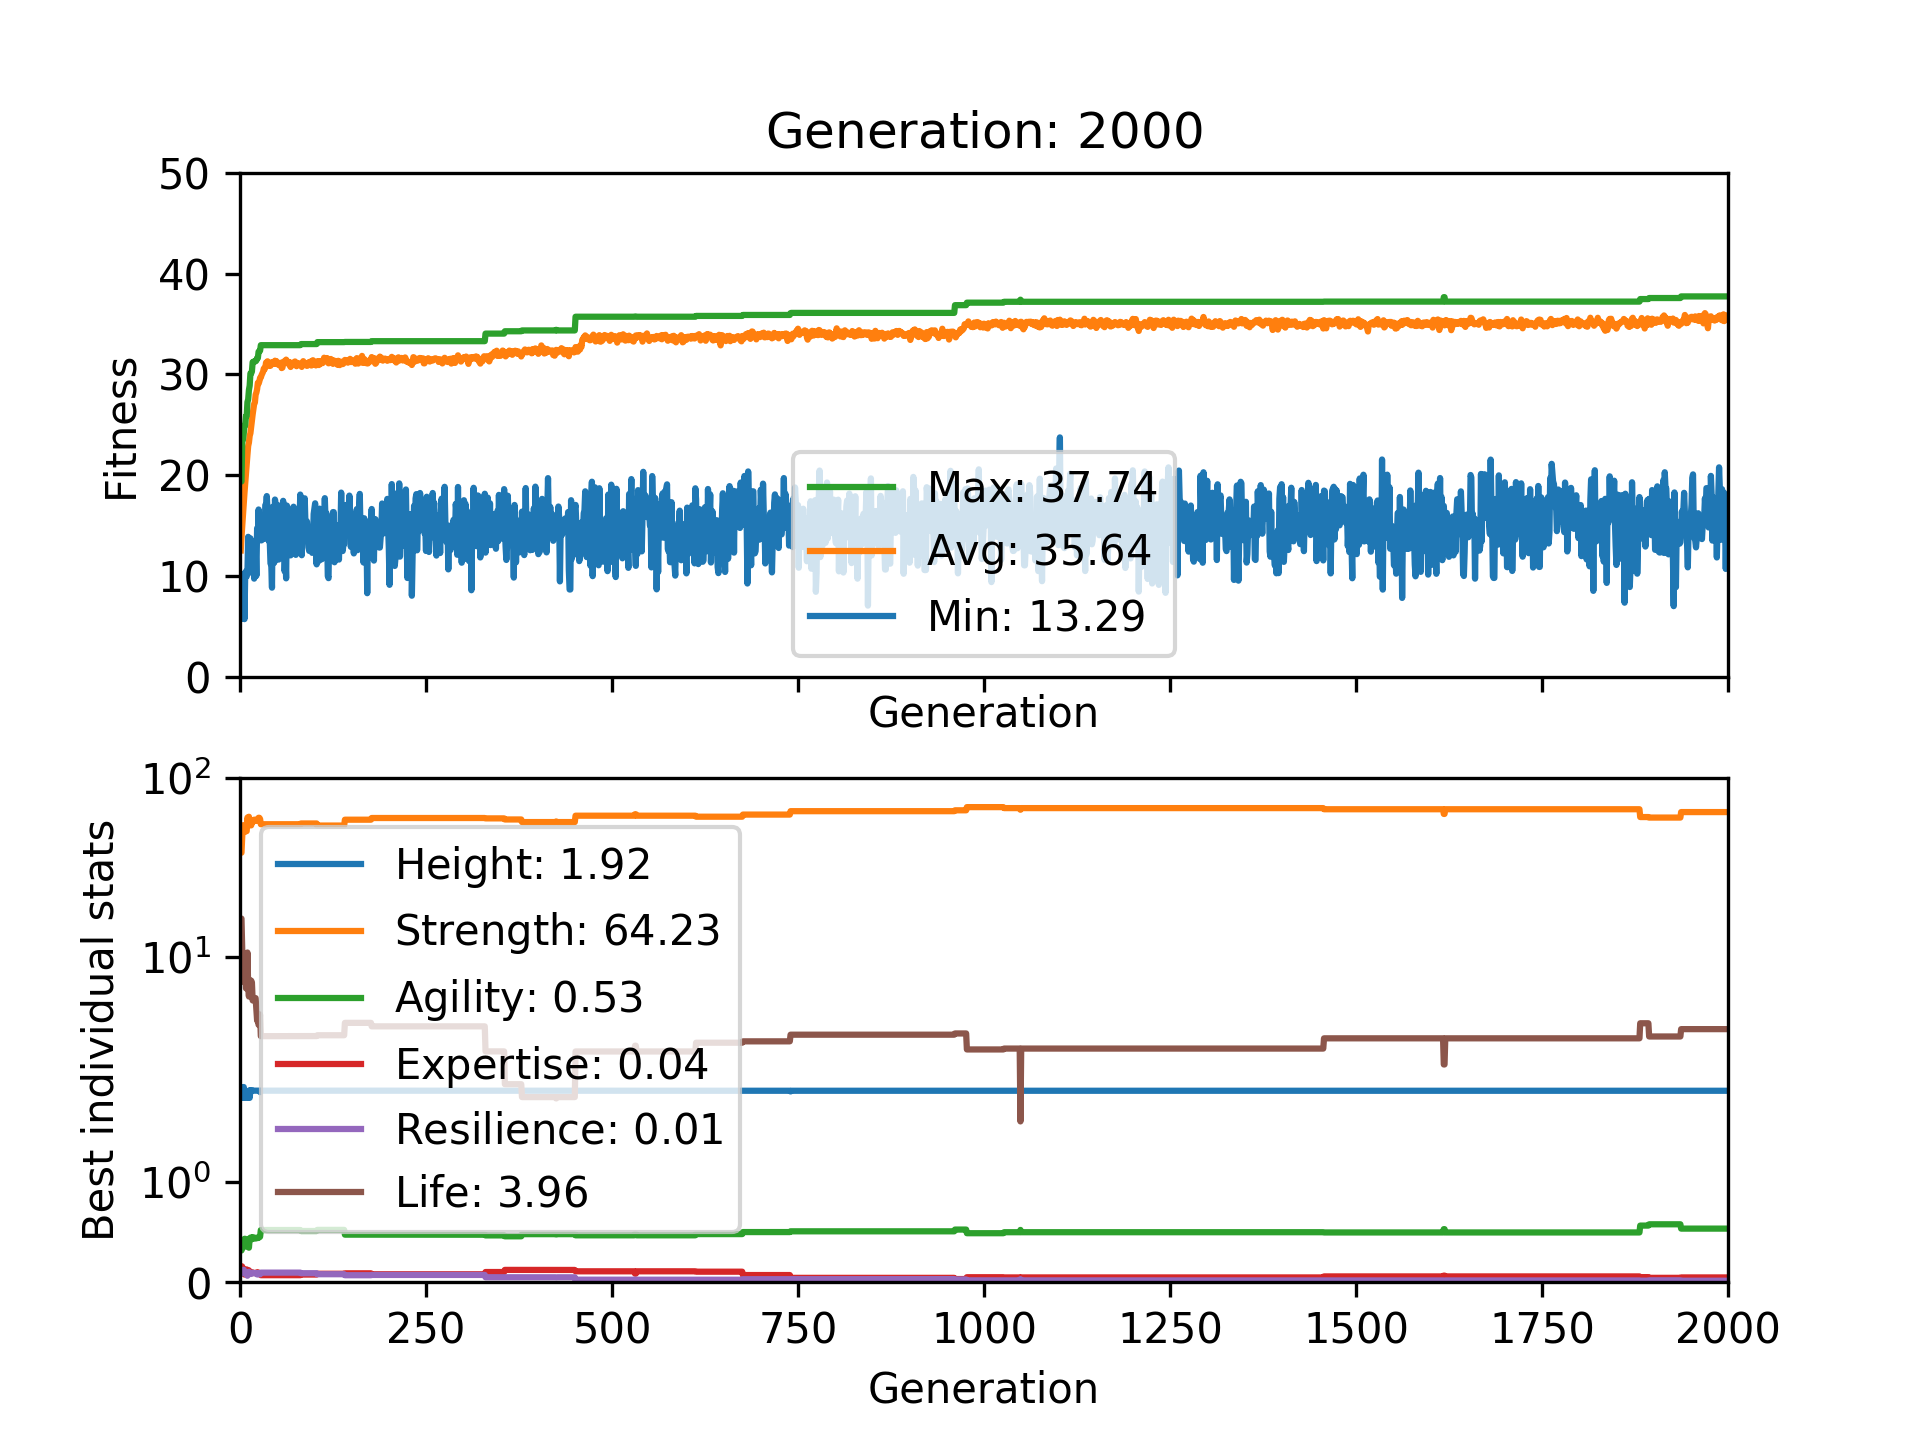 Generation: 2000
50
40
30
20
10
0
Fitness
Max: 37.74
Avg: 35.64
Min: 13.29
Generation
10²
10¹
10⁰
0
Best individual stats
Height: 1.92
Strength: 64.23
Agility: 0.53
Expertise: 0.04
Resilience: 0.01
Life: 3.96
0 250 500 750 1000 1250 1500 1750 2000
Generation